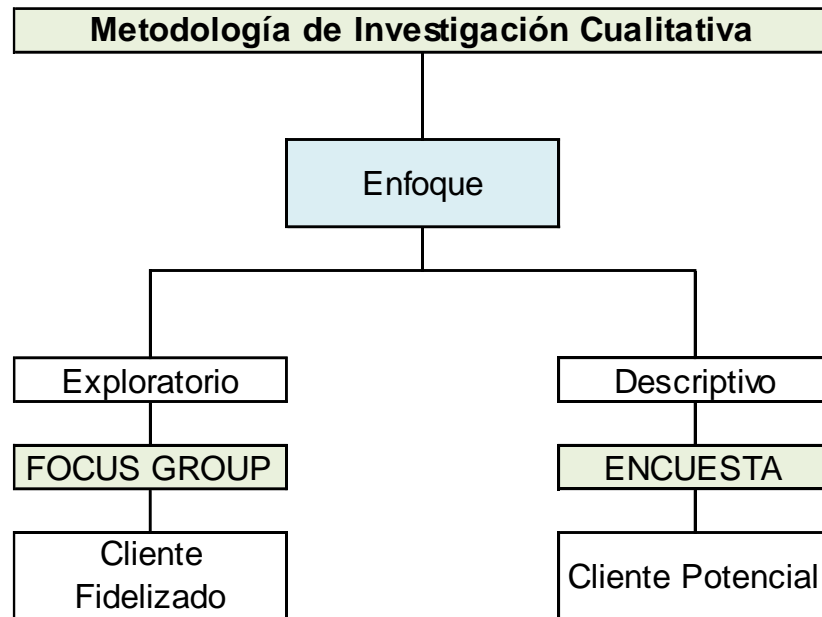 Metodología de Investigación Cualitativa
Enfoque
Exploratorio
Descriptivo
FOCUS GROUP
ENCUESTA
Cliente
Fidelizado
Cliente Potencial